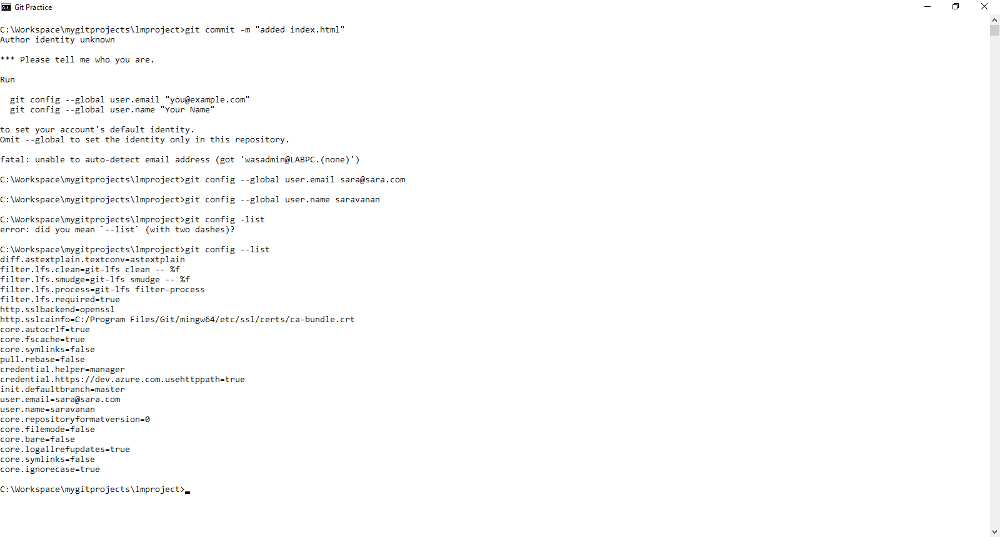 Git Practice
C:\Workspace\mygitprojects\lmproject>git commit -m "added index.html"
Author identity unknown
*** Please tell me who you are.
Run
git config --global user.email "you@example.com"
git config --global user.name "Your Name"
to set your account's default identity.
Omit --global to set the identity only in this repository.
fatal: unable to auto-detect email address (got 'wasadmin@LABPC.(none)')
C:\Workspace\mygitprojects\lmproject>git config --global user.email sara@sara.com
C:\Workspace\mygitprojects\lmproject>git config --global user.name saravanan
C:\Workspace\mygitprojects\lmproject>git config -list
error: did you mean `--list` (with two dashes)?
C:\Workspace\mygitprojects\lmproject>git config --list
diff.astextplain.textconv=astextplain
filter.lfs.clean=git-lfs clean -- %f
filter.lfs.smudge=git-lfs smudge -- %f
filter.lfs.process=git-lfs filter-process
filter.lfs.required=true
http.sslbackend=openssl
http.sslcainfo=C:/Program Files/Git/mingw64/etc/ssl/certs/ca-bundle.crt
core.autocrlf=true
core.fscache=true
core.symlinks=false
pull.rebase=false
credential.helper=manager
credential.https://dev.azure.com.usehttppath=true
init.defaultbranch=master
user.email=sara@sara.com
user.name=saravanan
core.repositoryformatversion=0
core.filemode=false
core.bare=false
core.logallrefupdates=true
core.symlinks=false
core.ignorecase=true
C:\Workspace\mygitprojects\lmproject>